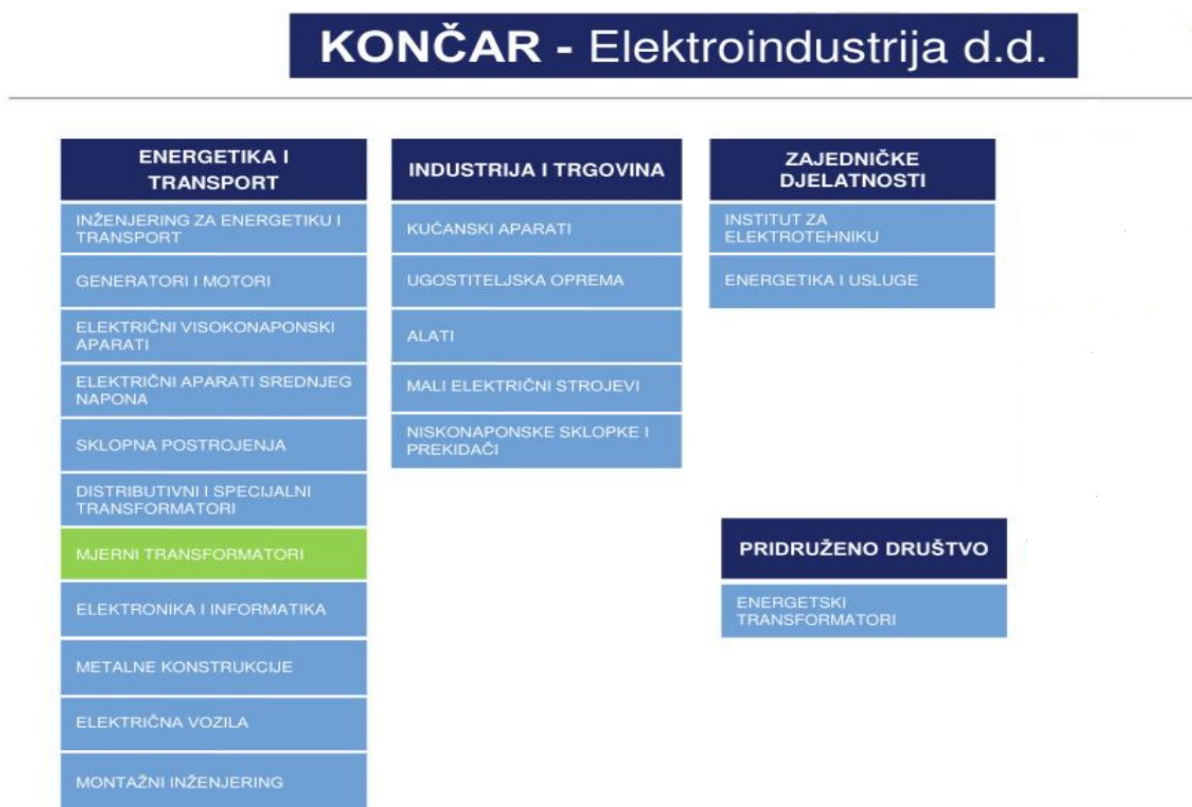 KONČAR - Elektroindustrija d.d.
ENERGETIKA I
TRANSPORT
INŽENJERING ZA ENERGETIKU I
TRANSPORT
GENERATORI I MOTORI
ELEKTRIČNI VISOKONAPONSKI
APARATI
ELEKTRIČNI APARATI SREDNJEG
NAPONA
SKLOPNA POSTROJENJA
DISTRIBUTIVNI I SPECIJALNI
TRANSFORMATORI
MJERNI TRANSFORMATORI
ELEKTRONIKA I INFORMATIKA
METALNE KONSTRUKCIJE
ELEKTRIČNA VOZILA
MONTAŽNI INŽENJERING
INDUSTRIJA I TRGOVINA
KUĆANSKI APARATI
UGOSTITELJSKA OPREMA
ALATI
MALI ELEKTRIČNI STROJEVI
NISKONAPONSKE SKLOPKE I
PREKIDAČI
ZAJEDNIČKE
DJELATNOSTI
INSTITUT ZA
ELEKTROTEHNIKU
ENERGETIKA I USLUGE
PRIDRUŽENO DRUŠTVO
ENERGETSKI
TRANSFORMATORI